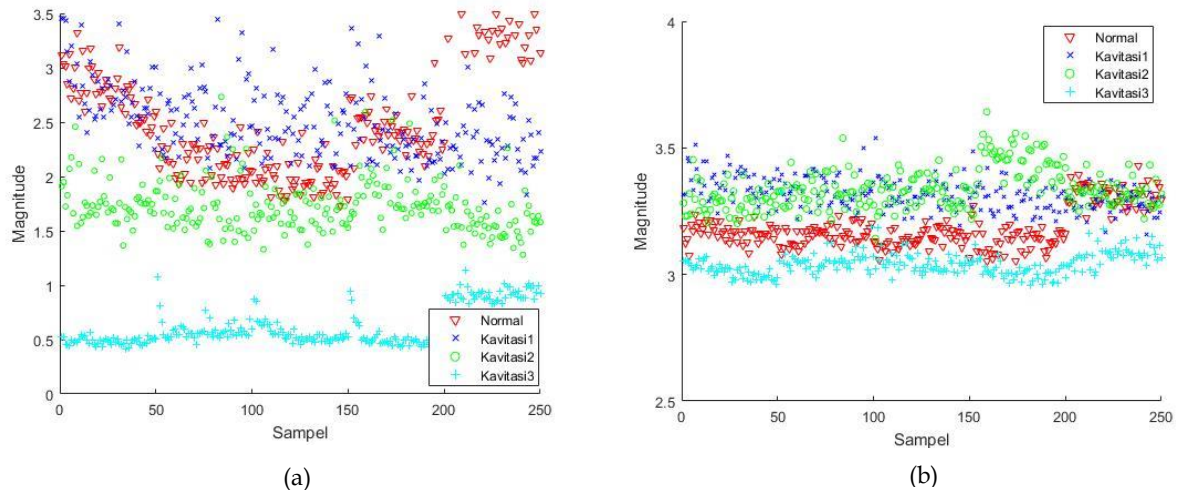 3.5
3
2.5
2
1.5
1
0.5
0
Magnitude
0 50 100 150 200 250
Sampel
Normal
Kavitasi1
Kavitasi2
Kavitasi3
(a)
4
3.5
3
2.5
Magnitude
0 50 100 150 200 250
Sampel
Normal
Kavitasi1
Kavitasi2
Kavitasi3
(b)